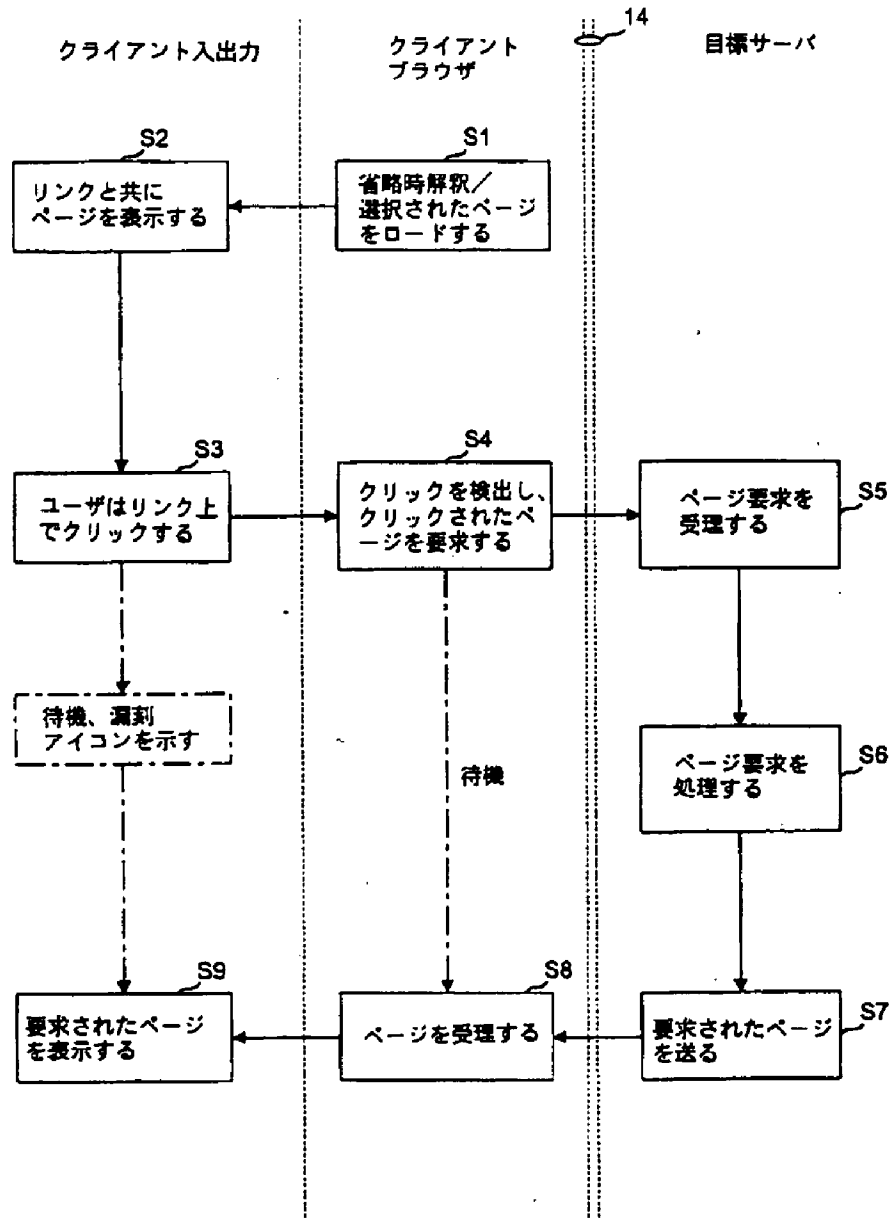 クライアント入出力
クライアント
ブラウザ
14
目標サーバ
S2
リンクと共に
ページを表示する
S1
省略時解釈／
選択されたページ
をロードする
S3
ユーザはリンク上
でクリックする
S4
クリックを検出し、
クリックされたペ
ージを要求する
S5
ページ要求を
受理する
待機、漏刻
アイコンを示す
待機
S6
ページ要求を
処理する
S9
要求されたページ
を表示する
S8
ページを受理する
S7
要求されたページ
を送る